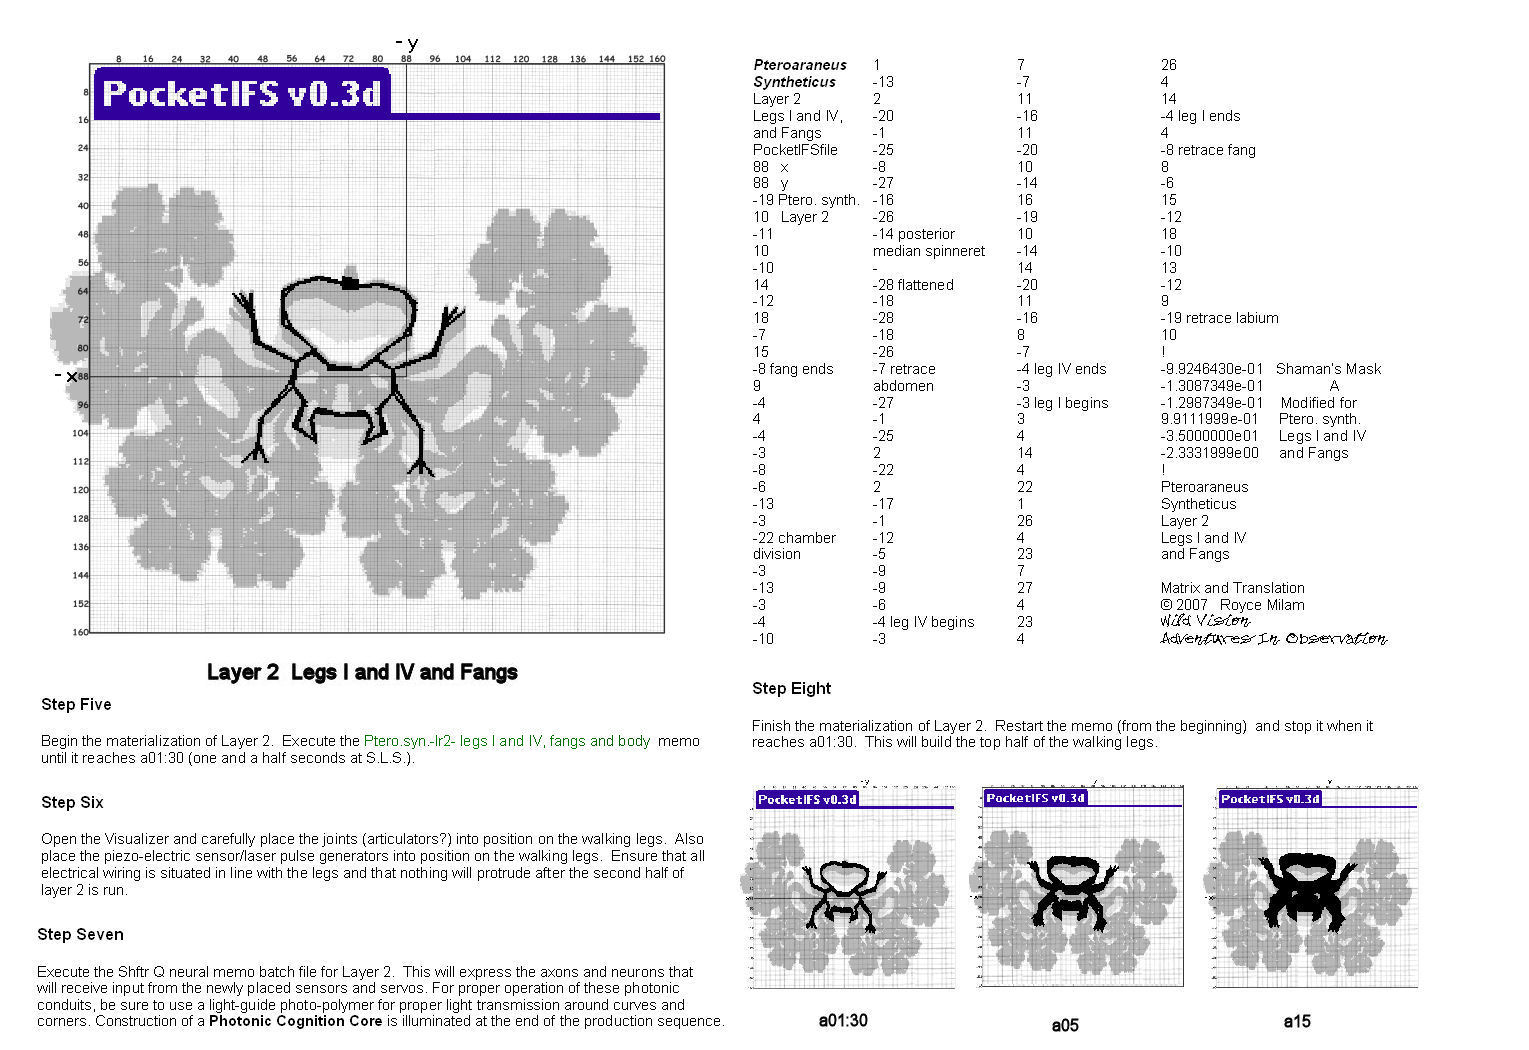 - y
8 16 24 32 40 48 56 64 72 80 88 96 104 112 120 128 136 144 152 160
PocketIFS v0.3d
8
16
24
32
40
48
56
64
72
80
- x 88
96
104
112
120
128
136
144
152
160
Layer 2 Legs I and IV and Fangs
Step Five
Begin the materialization of Layer 2. Execute the Ptero.syn.-lr2- legs I and IV, fangs and body memo
until it reaches a01:30 (one and a half seconds at S.L.S.).
Step Six
Open the Visualizer and carefully place the joints (articulators?) into position on the walking legs. Also
place the piezo-electric sensor/laser pulse generators into position on the walking legs. Ensure that all
electrical wiring is situated in line with the legs and that nothing will protrude after the second half of
layer 2 is run.
Step Seven
Execute the Shftr Q neural memo batch file for Layer 2. This will express the axons and neurons that
will receive input from the newly placed sensors and servos. For proper operation of these photonic
conduits, be sure to use a light-guide photo-polymer for proper light transmission around curves and
corners. Construction of a Photonic Cognition Core is illuminated at the end of the production sequence.
Pteroaraneus
Syntheticus
Layer 2
Legs I and IV,
and Fangs
PocketIFSfile
88 x
88 y
-19 Ptero. synth.
10 Layer 2
-11
10
-10
14
-12
18
-7
15
-8 fang ends
9
-4
4
-4
-3
-8
-6
-13
-3
-22 chamber
division
-3
-13
-3
-4
-10
1
-13
2
-20
-1
-25
-8
-27
-16
-26
-14 posterior
median spinneret
-
-28 flattened
-18
-28
-18
-26
-7 retrace
abdomen
-27
-1
-25
2
-22
2
-17
-1
-12
-5
-9
-9
-6
-4 leg IV begins
-3
7
-7
11
-16
11
-20
10
-14
16
-19
10
-14
14
-20
11
-16
8
-7
-4 leg IV ends
-3
-3 leg I begins
3
4
14
4
22
1
26
4
23
7
27
4
23
4
26
4
14
-4 leg I ends
4
-8 retrace fang
8
-6
15
-12
18
-10
13
-12
9
-19 retrace labium
10
!
-9.9246430e-01 Shaman's Mask
-1.3087349e-01 A
-1.2987349e-01 Modified for
9.9111999e-01 Ptero. synth.
-3.5000000e01 Legs I and IV
-2.3331999e00 and Fangs
!
Pteroaraneus
Syntheticus
Layer 2
Legs I and IV
and Fangs
Matrix and Translation
© 2007 Royce Milam
Wild Vision
Adventures In Observation
Step Eight
Finish the materialization of Layer 2. Restart the memo (from the beginning) and stop it when it
reaches a01:30. This will build the top half of the walking legs.
PocketIFS v0.3d
PocketIFS v0.3d
PocketIFS v0.3d
a01:30
a05
a15